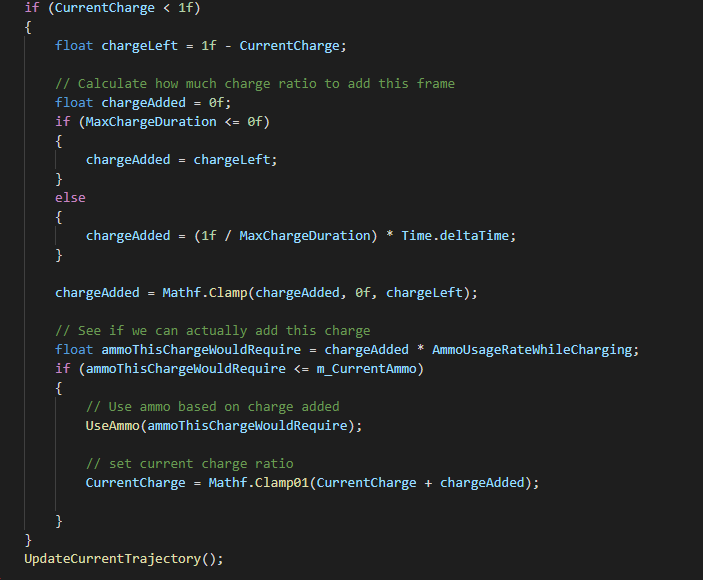 if (CurrentCharge < 1f)
{
    float chargeLeft = 1f - CurrentCharge;

    // Calculate how much charge ratio to add this frame
    float chargeAdded = 0f;
    if (MaxChargeDuration <= 0f)
    {
        chargeAdded = chargeLeft;
    }
    else
    {
        chargeAdded = (1f / MaxChargeDuration) * Time.deltaTime;
    }

    chargeAdded = Mathf.Clamp(chargeAdded, 0f, chargeLeft);

    // See if we can actually add this charge
    float ammoThisChargeWouldRequire = chargeAdded * AmmoUsageRateWhileCharging;
    if (ammoThisChargeWouldRequire <= m_CurrentAmmo)
    {
        // Use ammo based on charge added
        UseAmmo(ammoThisChargeWouldRequire);

        // set current charge ratio
        CurrentCharge = Mathf.Clamp01(CurrentCharge + chargeAdded);

    }
}
UpdateCurrentTrajectory();